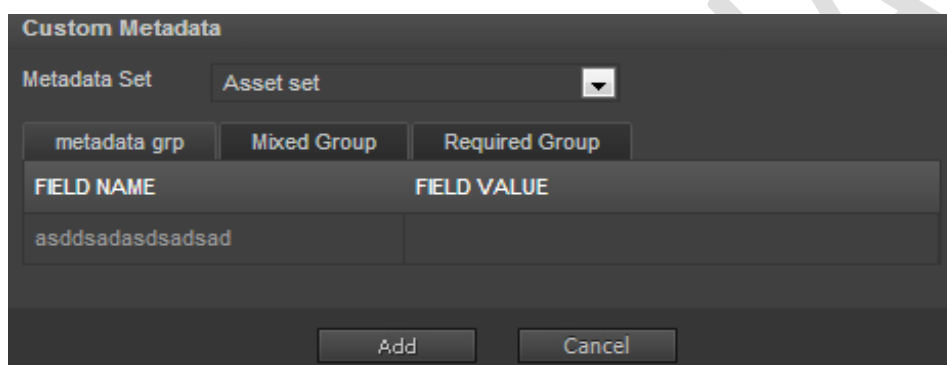 Custom Metadata
Metadata Set Asset set
metadata grp Mixed Group Required Group
FIELD NAME FIELD VALUE
asddsadasdsadsad
Add Cancel